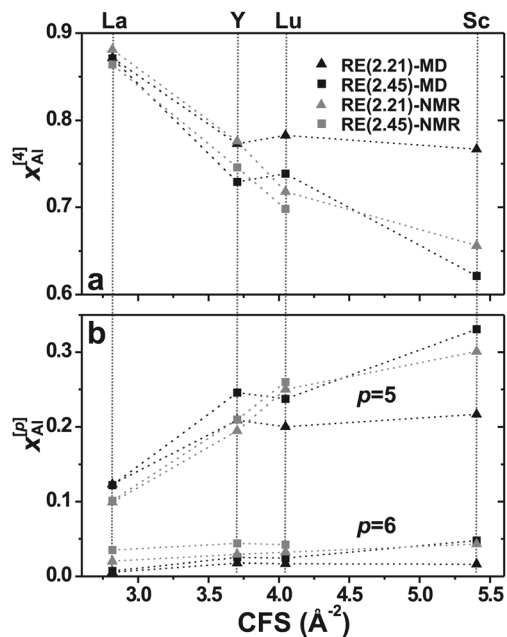 La Y Lu Sc
0.9
0.8
0.7
0.6
x_Al^[4]
RE(2.21)-MD
RE(2.45)-MD
RE(2.21)-NMR
RE(2.45)-NMR
a
b
0.3
0.2
0.1
0.0
x_Al^[p]
p=5
p=6
3.0 3.5 4.0 4.5 5.0 5.5
CFS (Å⁻²)